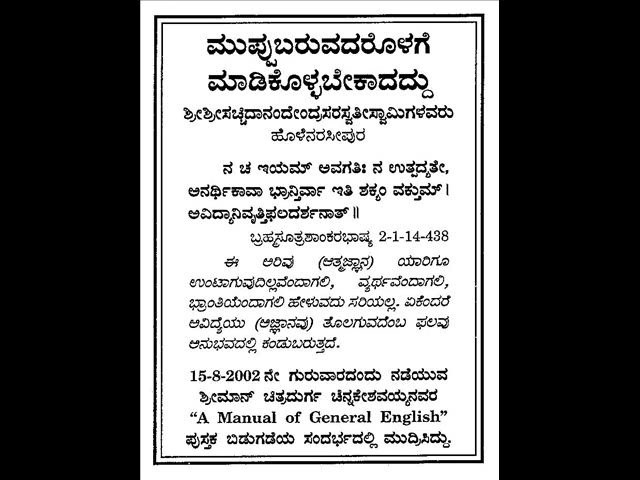 ಮುಪ್ಪುಬರುವದರೊಳಗೆ
ಮಾಡಿಕೊಳ್ಳಬೇಕಾದದ್ದು
ಶ್ರೀಶ್ರೀಸಚ್ಚಿದಾನಂದೇಂದ್ರಸರಸ್ವತೀಸ್ವಾಮಿಗಳವರು
ಹೊಳೆನರಸೀಪುರ
ನ ಚ ಇಯಮ್ ಅವಗತಿಃ ನ ಉತ್ಪದ್ಯತೇ,
ಅನರ್ಥಿಕಾವಾ ಭ್ರಾನ್ತಿರ್ವಾ ಇತಿ ಶಕ್ಯಂ ವಕ್ತುಮ್ ।
ಅವಿದ್ಯಾನಿವೃತ್ತಿಫಲದರ್ಶನಾತ್ ॥
ಬ್ರಹ್ಮಸೂತ್ರಶಾಂಕರಭಾಷ್ಯ 2-1-14-438
ಈ ಅರಿವು (ಆತ್ಮಜ್ಞಾನ) ಯಾರಿಗೂ
ಉಂಟಾಗುವುದಿಲ್ಲವೆಂದಾಗಲಿ, ವ್ಯರ್ಥವೆಂದಾಗಲಿ,
ಭ್ರಾಂತಿಯೆಂದಾಗಲಿ ಹೇಳುವದು ಸರಿಯಲ್ಲ. ಏಕೆಂದರೆ
ಅವಿದ್ಯೆಯು (ಅಜ್ಞಾನವು) ತೊಲಗುವದೆಂಬ ಫಲವು
ಅನುಭವದಲ್ಲಿ ಕಂಡುಬರುತ್ತದೆ.
15-8-2002 ನೇ ಗುರುವಾರದಂದು ನಡೆಯುವ
ಶ್ರೀಮಾನ್ ಚಿತ್ರದುರ್ಗ ಚೆನ್ನಕೇಶವಯ್ಯನವರ
“A Manual of General English”
ಪುಸ್ತಕ ಬಿಡುಗಡೆಯ ಸಂದರ್ಭದಲ್ಲಿ ಮುದ್ರಿಸಿದ್ದು.